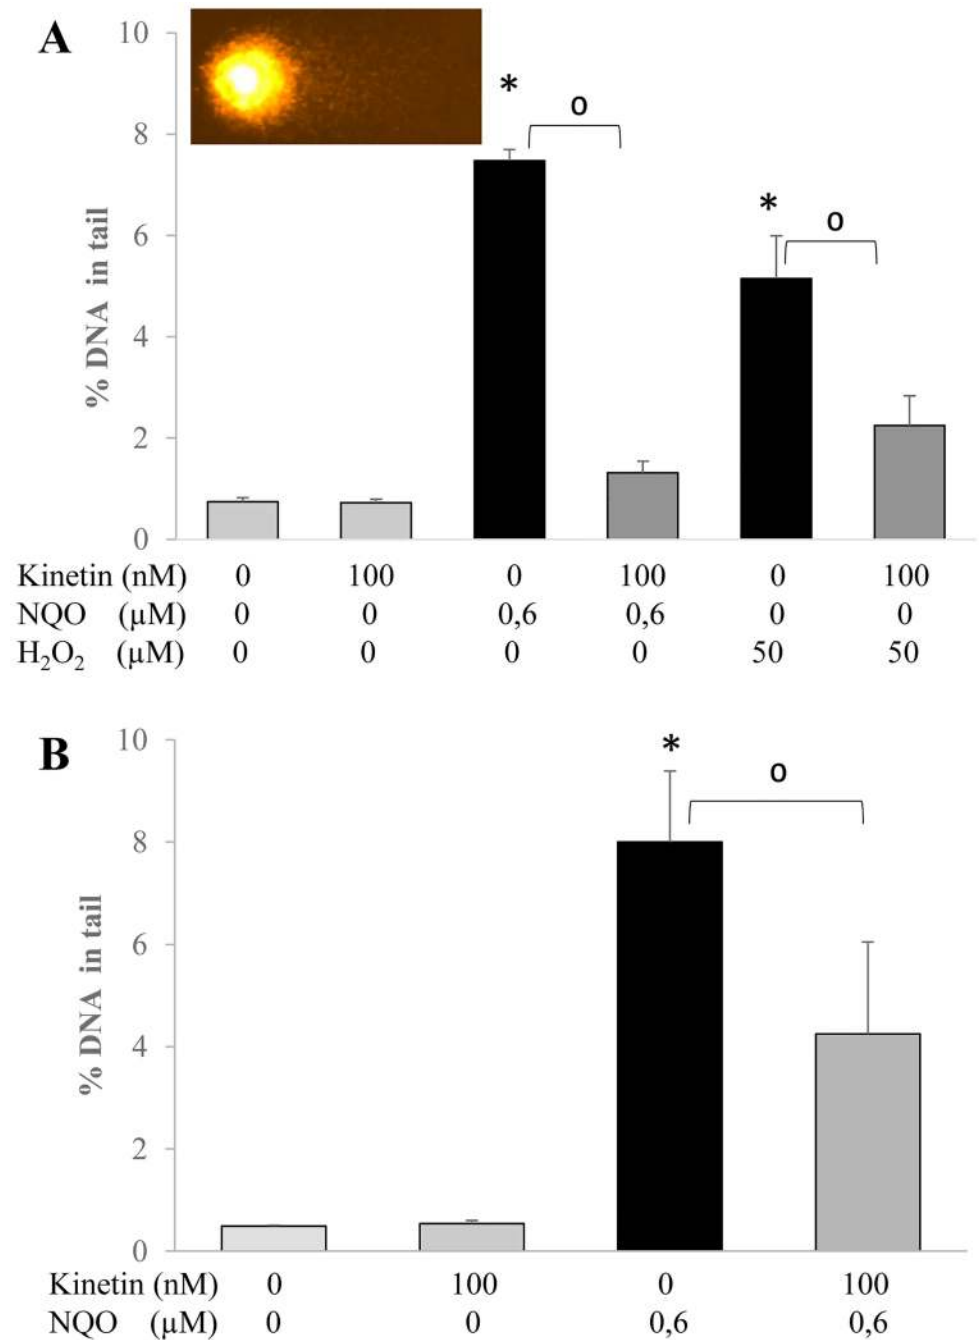 A
10
*
o
8
*
o
6
% DNA in tail
4
2
0
Kinetin (nM) 0 100 0 100 0 100
NQO (µM) 0 0 0,6 0,6 0 0
H₂O₂ (µM) 0 0 0 0 50 50
B
10
*
o
8
6
% DNA in tail
4
2
0
Kinetin (nM) 0 100 0 100
NQO (µM) 0 0 0,6 0,6